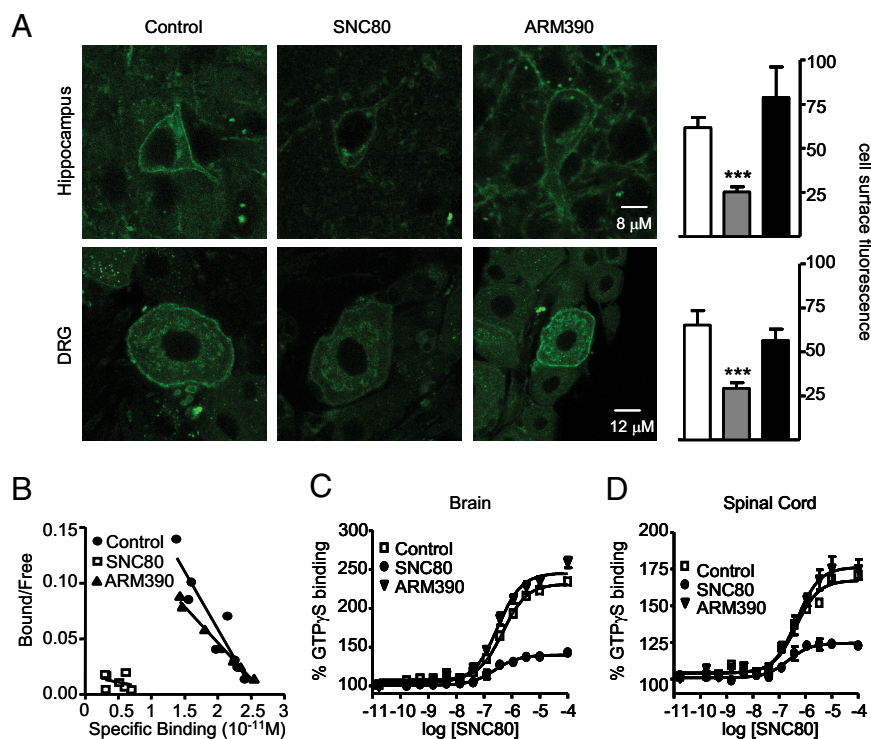 A
Control
SNC80
ARM390
Hippocampus
8 µM
***
100
75
50
25
DRG
12 µM
***
100
75
50
25
cell surface fluorescence
B
Bound/Free
0.15
0.10
0.05
0.00
Control
SNC80
ARM390
0 0.5 1 1.5 2 2.5 3
Specific Binding (10-11M)
C
Brain
% GTPγS binding
300
250
200
150
100
Control
SNC80
ARM390
-11 -10 -9 -8 -7 -6 -5 -4
log [SNC80]
D
Spinal Cord
% GTPγS binding
200
175
150
125
100
Control
SNC80
ARM390
-11 -10 -9 -8 -7 -6 -5 -4
log [SNC80]